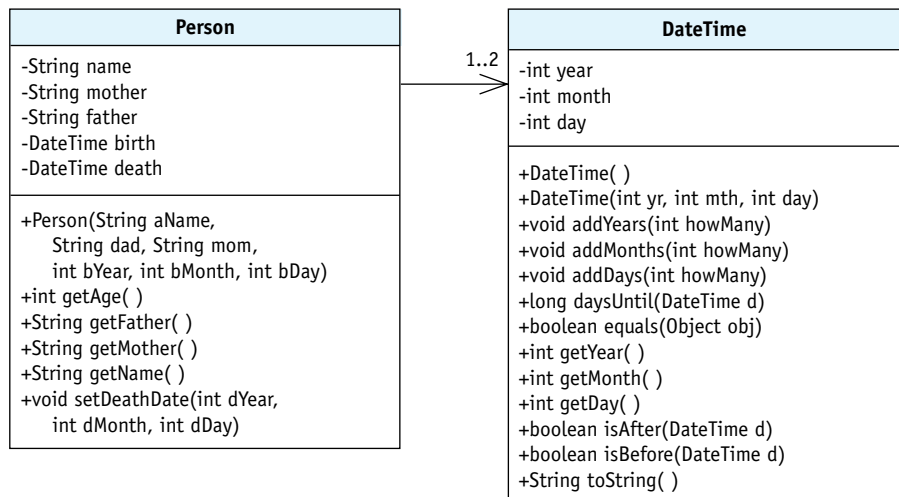 Person
-String name
-String mother
-String father
-DateTime birth
-DateTime death
+Person(String aName,
String dad, String mom,
int bYear, int bMonth, int bDay)
+int getAge( )
+String getFather( )
+String getMother( )
+String getName( )
+void setDeathDate(int dYear,
int dMonth, int dDay)
1..2
DateTime
-int year
-int month
-int day
+DateTime( )
+DateTime(int yr, int mth, int day)
+void addYears(int howMany)
+void addMonths(int howMany)
+void addDays(int howMany)
+long daysUntil(DateTime d)
+boolean equals(Object obj)
+int getYear( )
+int getMonth( )
+int getDay( )
+boolean isAfter(DateTime d)
+boolean isBefore(DateTime d)
+String toString( )